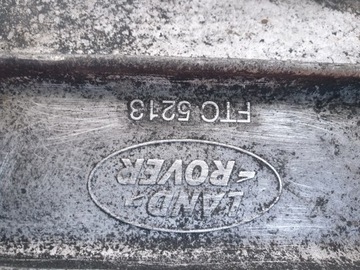 FTC 5213
LAND-
-ROVER